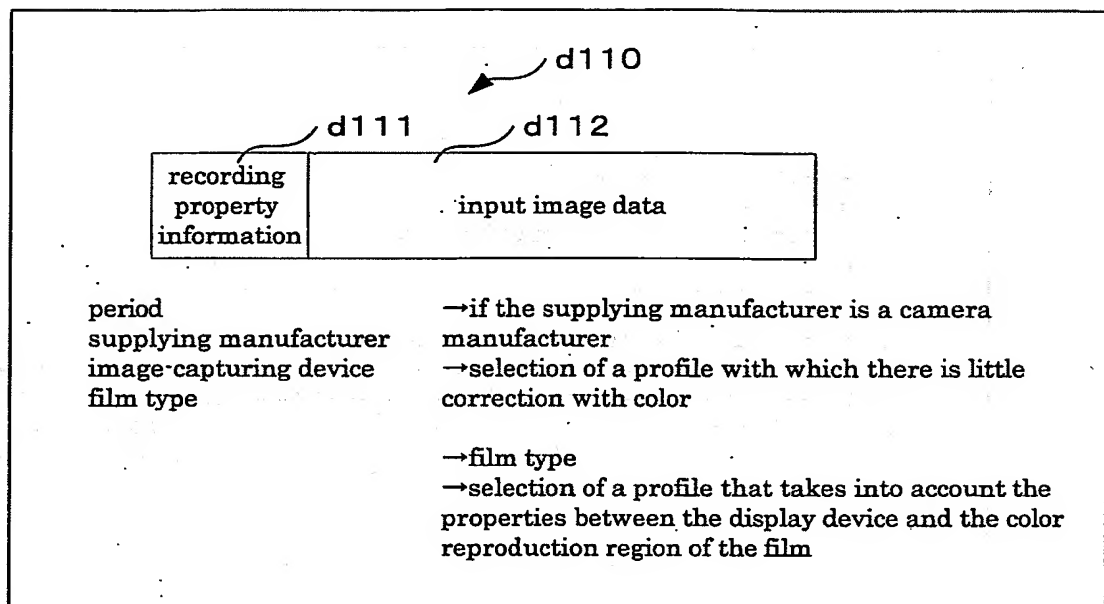 d110
d111
d112
recording
property
information
input image data
period
supplying manufacturer
image-capturing device
film type
→if the supplying manufacturer is a camera
manufacturer
→selection of a profile with which there is little
correction with color
→film type
→selection of a profile that takes into account the
properties between the display device and the color
reproduction region of the film